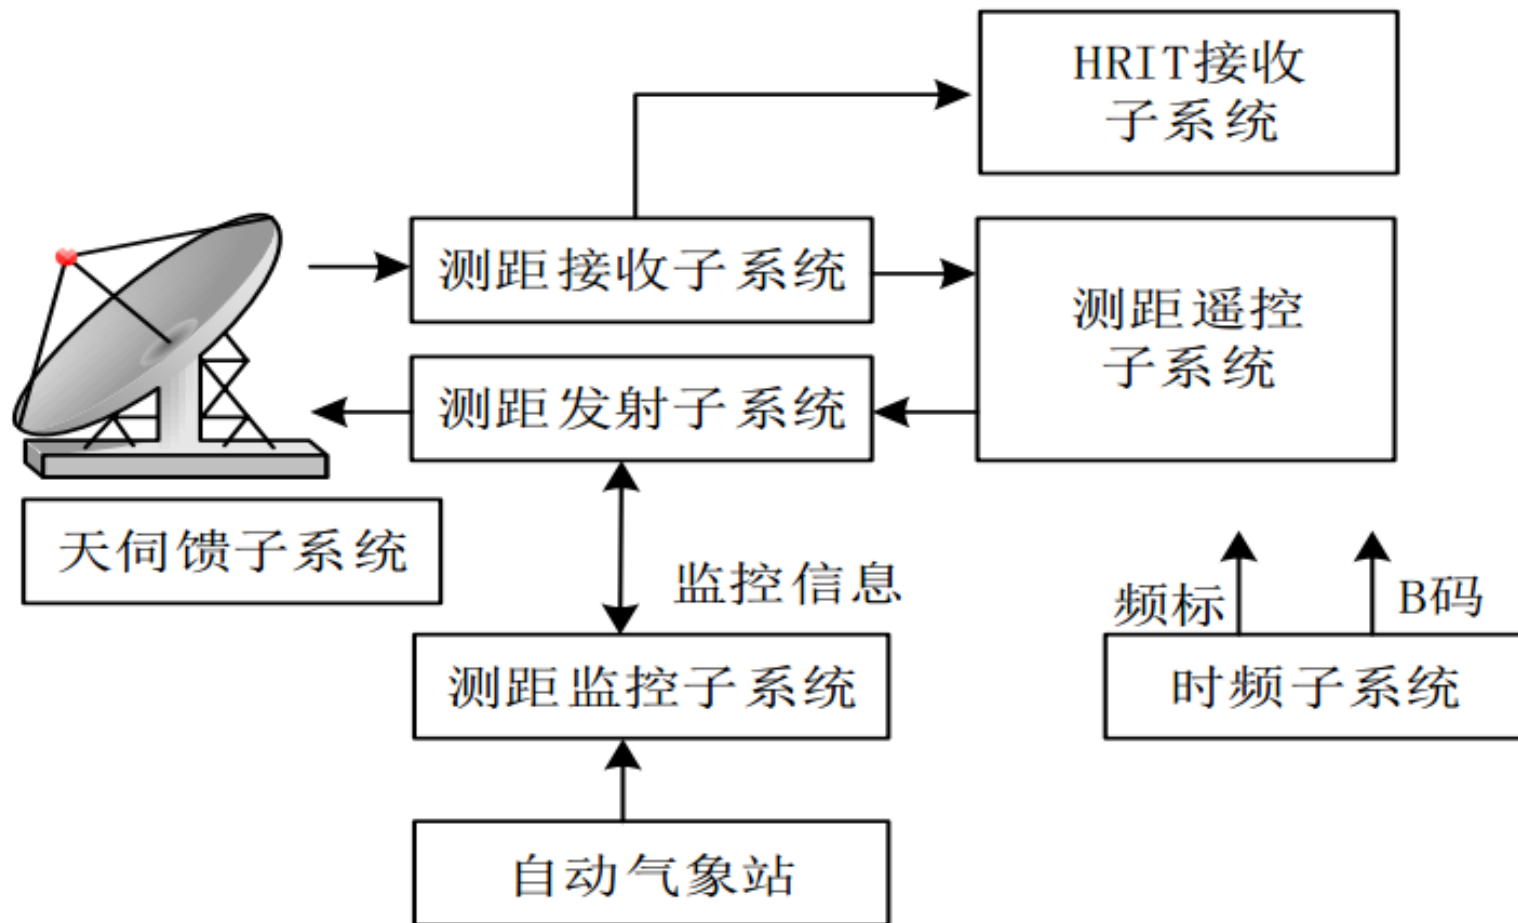 HRIT接收
子系统
测距接收子系统
测距遥控
子系统
测距发射子系统
天伺馈子系统
监控信息
频标
B码
测距监控子系统
时频子系统
自动气象站